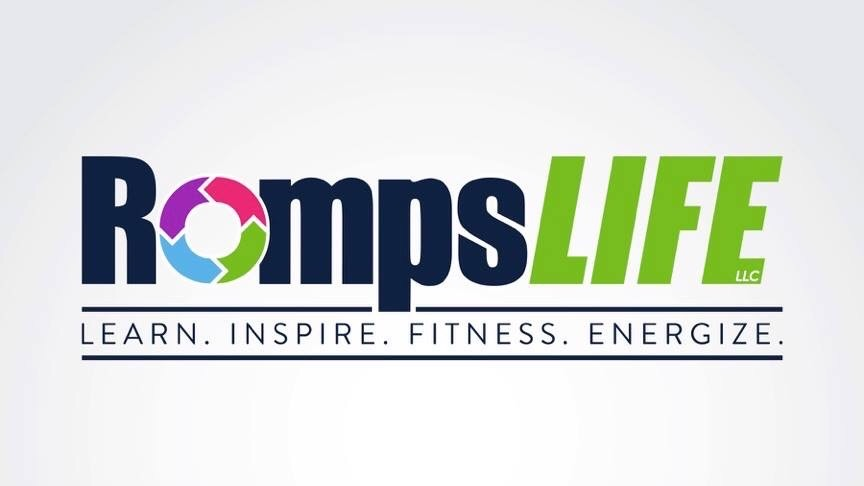 RompsLIFE
LLC
LEARN. INSPIRE. FITNESS. ENERGIZE.